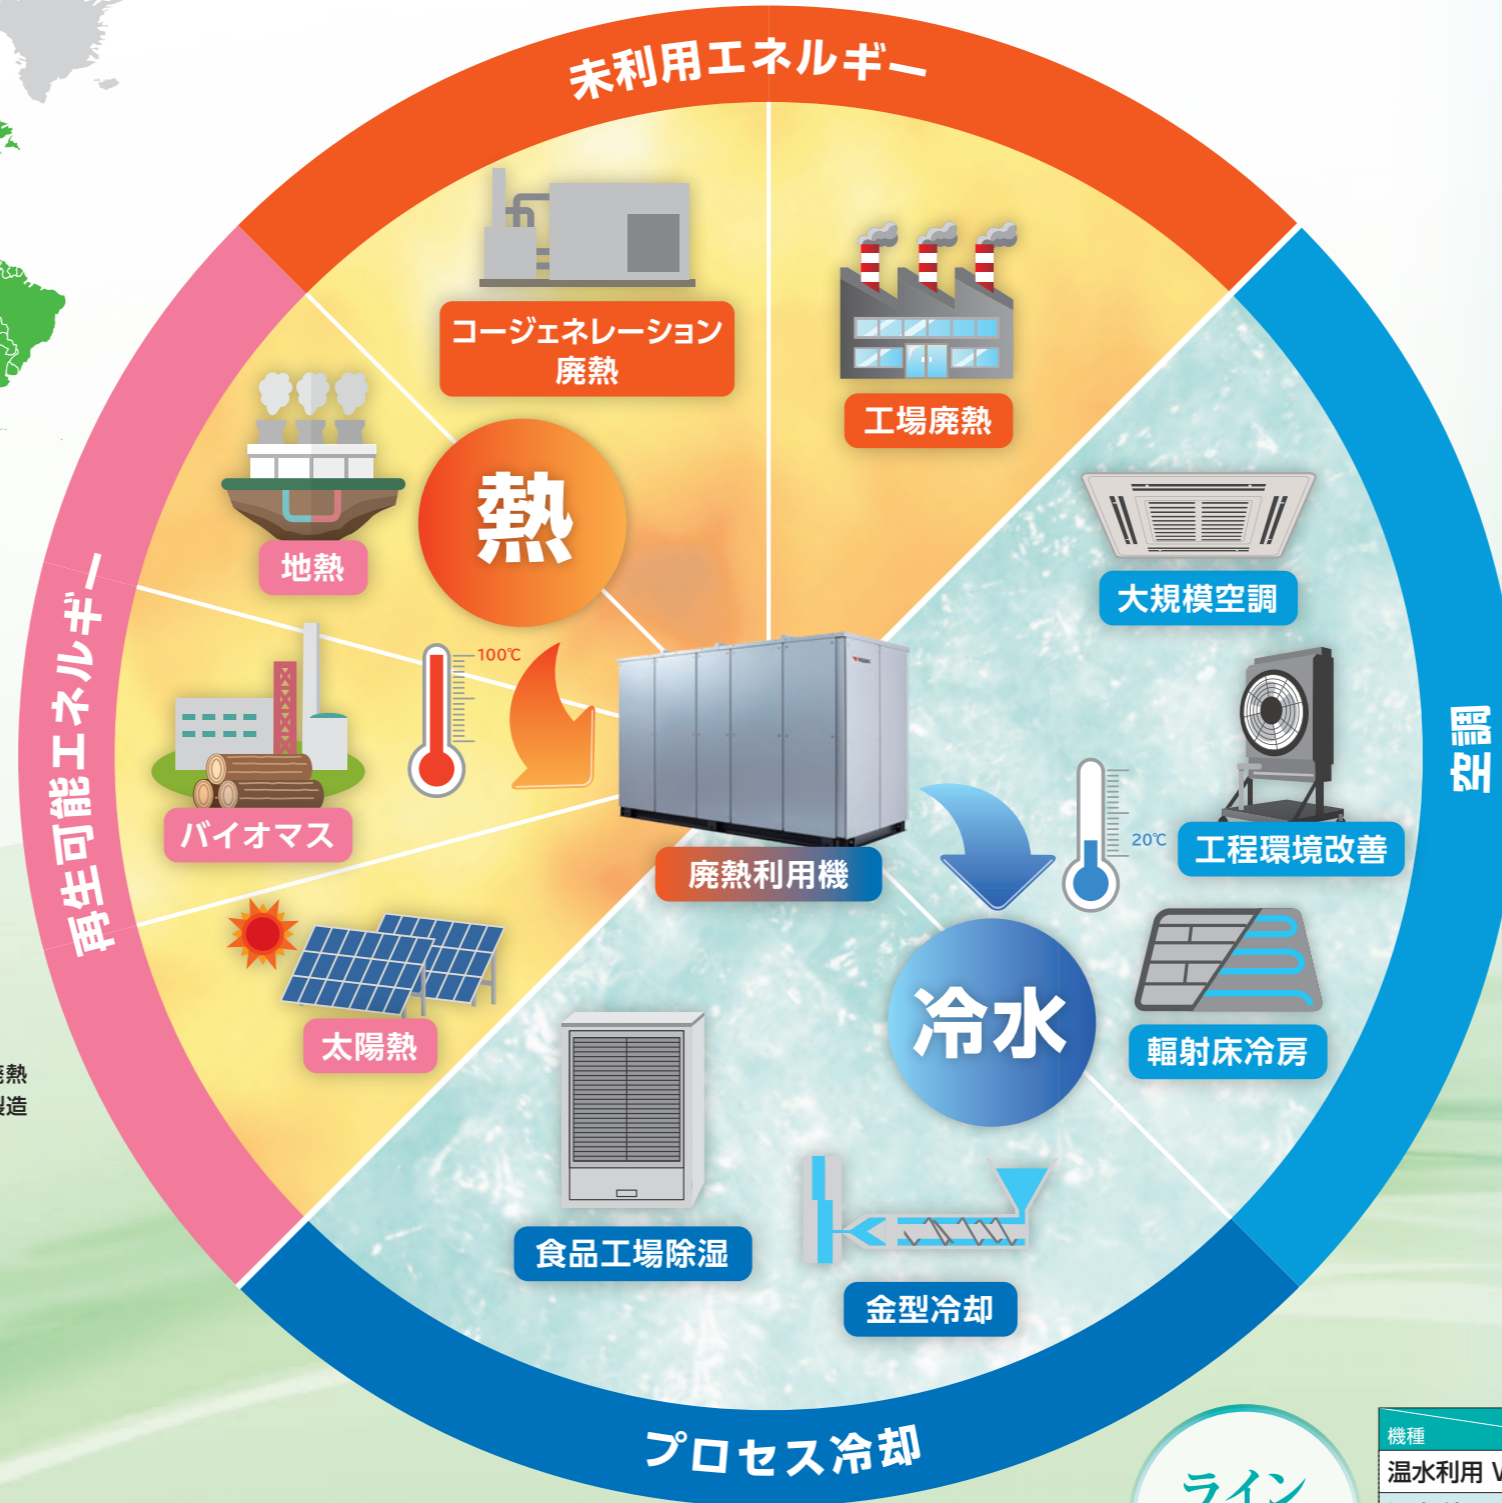 未利用エネルギー
コージェネレーション
廃熱
工場廃熱
熱
地熱
大規模空調
100℃
再生可能エネルギー
バイオマス
空調
20℃
工程環境改善
廃熱利用機
太陽熱
冷水
輻射床冷房
廃熱
製造
食品工場除湿
金型冷却
プロセス冷却
ライン
機種
温水利用